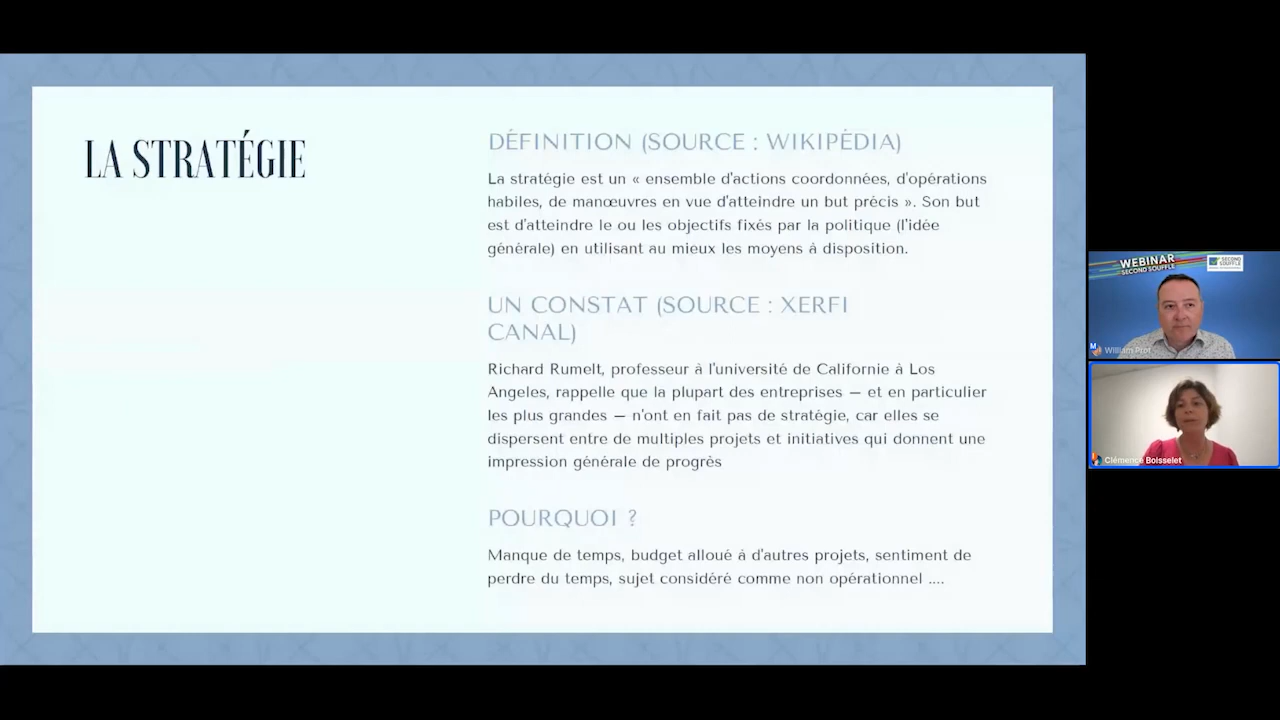 LA STRATÉGIE
DÉFINITION (SOURCE : WIKIPÉDIA)
La stratégie est un « ensemble d'actions coordonnées, d'opérations
habiles, de manœuvres en vue d'atteindre un but précis ». Son but
est d'atteindre le ou les objectifs fixés par la politique (l'idée
générale) en utilisant au mieux les moyens à disposition.
UN CONSTAT (SOURCE : XERFI
CANAL)
Richard Rumelt, professeur à l'université de Californie à Los
Angeles, rappelle que la plupart des entreprises – et en particulier
les plus grandes – n'ont en fait pas de stratégie, car elles se
dispersent entre de multiples projets et initiatives qui donnent une
impression générale de progrès
POURQUOI ?
Manque de temps, budget alloué à d'autres projets, sentiment de
perdre du temps, sujet considéré comme non opérationnel ....
WEBINAR
SECOND SOUFFLE
SECOND
SOUFFLE
William Prot
Clémence Boisselet